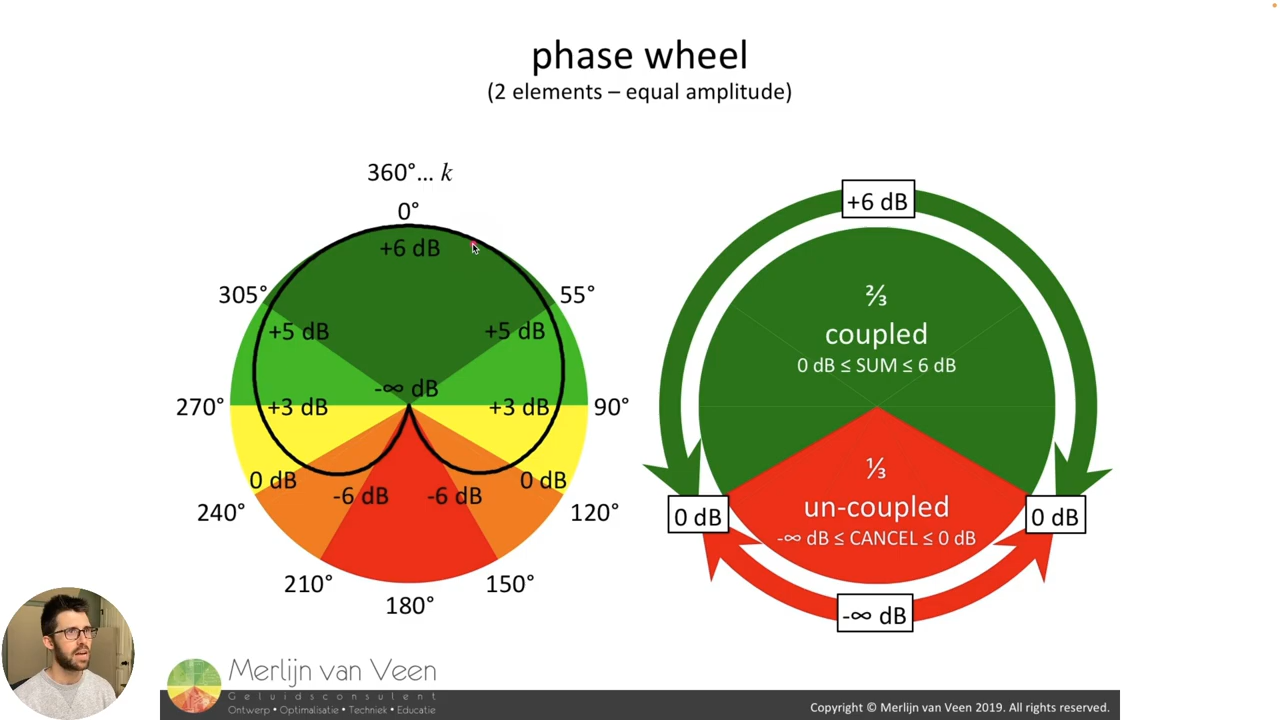 phase wheel
(2 elements – equal amplitude)
360°... k
0°
+6 dB
305°
55°
+5 dB
+5 dB
-∞ dB
270°
+3 dB
+3 dB
90°
0 dB
-6 dB
-6 dB
0 dB
240°
120°
210°
150°
180°
+6 dB
⅔
coupled
0 dB ≤ SUM ≤ 6 dB
⅓
un-coupled
-∞ dB ≤ CANCEL ≤ 0 dB
0 dB
0 dB
-∞ dB
Merlijn van Veen
Geluidsconsulent
Ontwerp • Optimalisatie • Techniek • Educatie
Copyright © Merlijn van Veen 2019. All rights reserved.